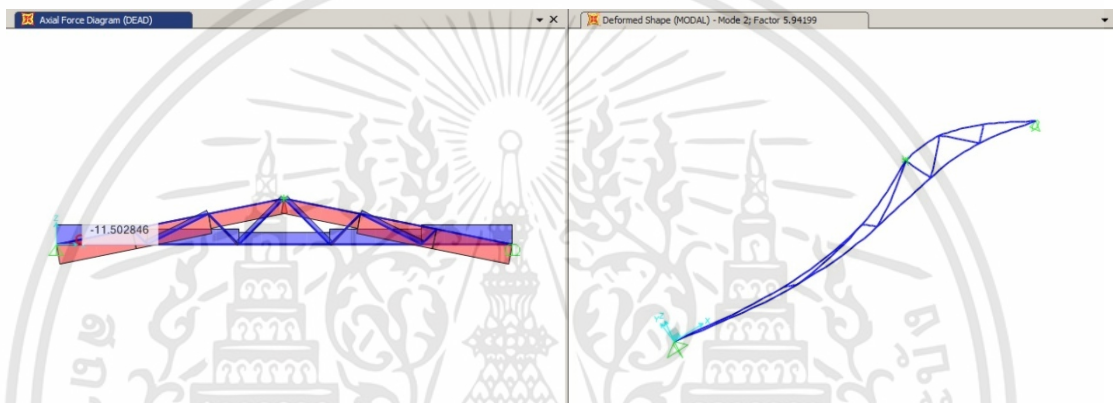 Axial Force Diagram (DEAD)
Deformed Shape (MODAL) - Mode 2; Factor 5.94199
-11.502846